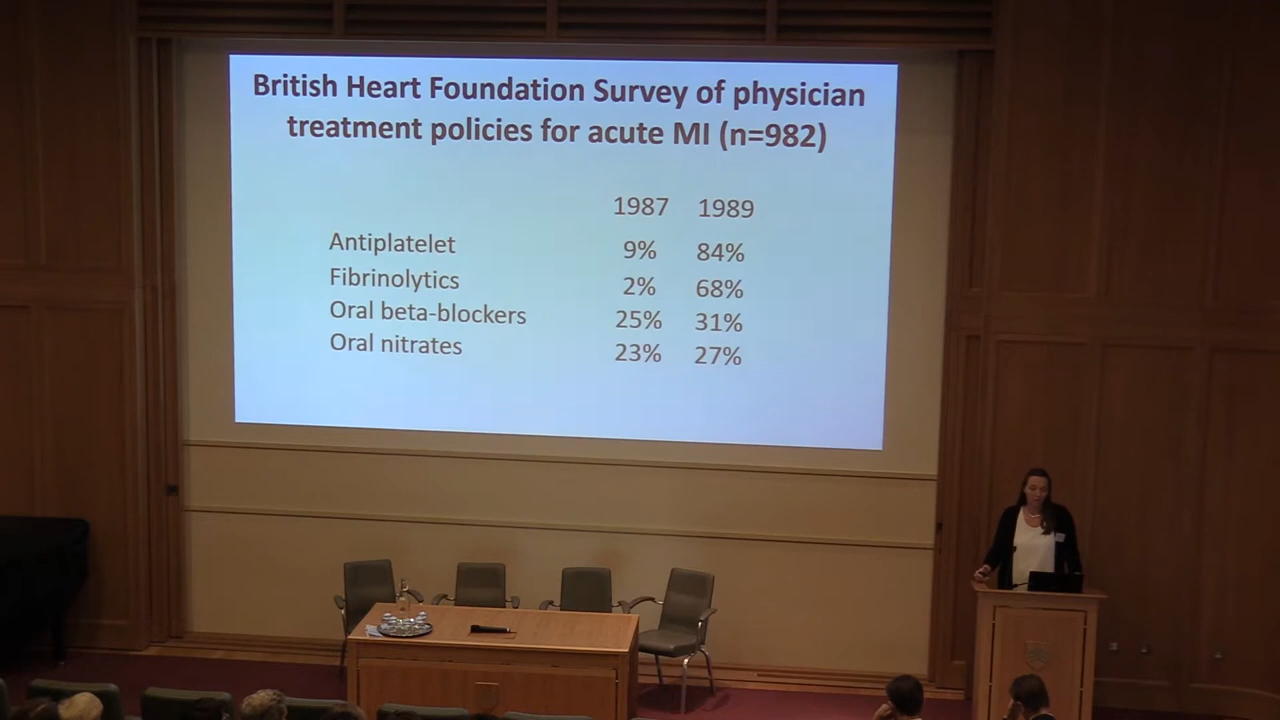 British Heart Foundation Survey of physician
treatment policies for acute MI (n=982)
1987 1989
Antiplatelet 9% 84%
Fibrinolytics 2% 68%
Oral beta-blockers 25% 31%
Oral nitrates 23% 27%